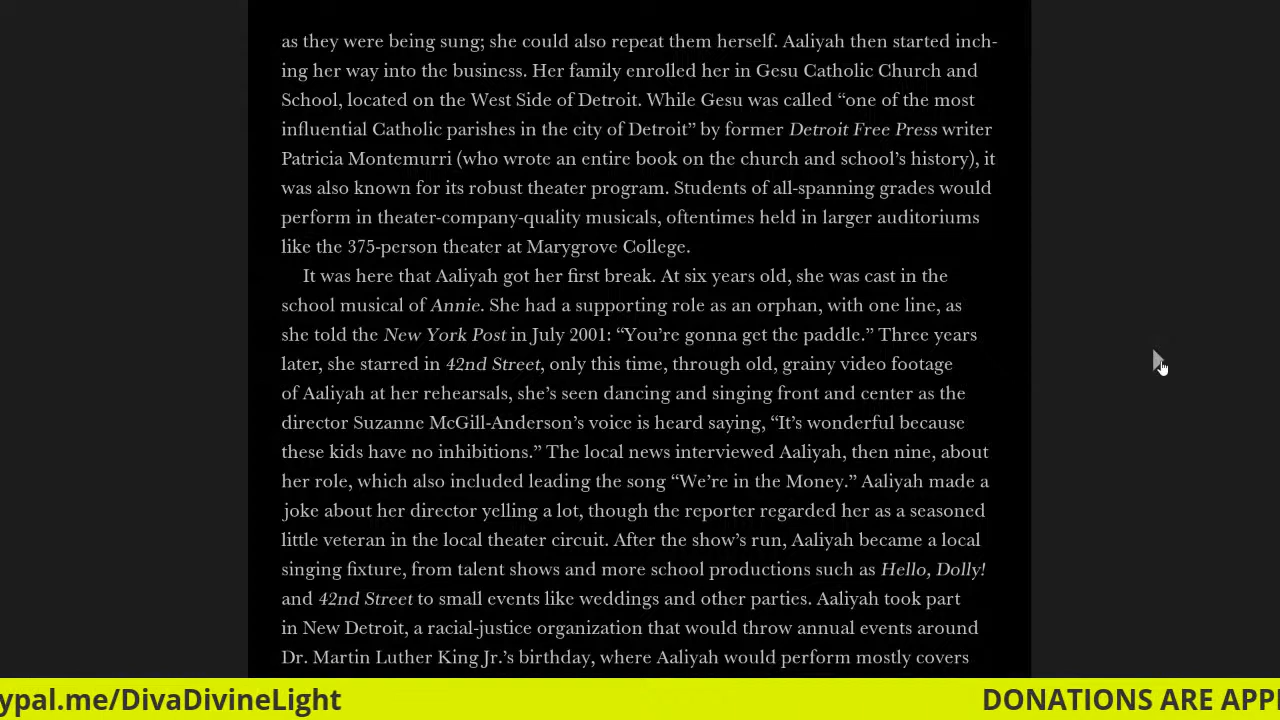 as they were being sung; she could also repeat them herself. Aaliyah then started inch-
ing her way into the business. Her family enrolled her in Gesu Catholic Church and
School, located on the West Side of Detroit. While Gesu was called “one of the most
influential Catholic parishes in the city of Detroit” by former Detroit Free Press writer
Patricia Montemurri (who wrote an entire book on the church and school’s history), it
was also known for its robust theater program. Students of all-spanning grades would
perform in theater-company-quality musicals, oftentimes held in larger auditoriums
like the 375-person theater at Marygrove College.
It was here that Aaliyah got her first break. At six years old, she was cast in the
school musical of Annie. She had a supporting role as an orphan, with one line, as
she told the New York Post in July 2001: “You’re gonna get the paddle.” Three years
later, she starred in 42nd Street, only this time, through old, grainy video footage
of Aaliyah at her rehearsals, she’s seen dancing and singing front and center as the
director Suzanne McGill-Anderson’s voice is heard saying, “It’s wonderful because
these kids have no inhibitions.” The local news interviewed Aaliyah, then nine, about
her role, which also included leading the song “We’re in the Money.” Aaliyah made a
joke about her director yelling a lot, though the reporter regarded her as a seasoned
little veteran in the local theater circuit. After the show’s run, Aaliyah became a local
singing fixture, from talent shows and more school productions such as Hello, Dolly!
and 42nd Street to small events like weddings and other parties. Aaliyah took part
in New Detroit, a racial-justice organization that would throw annual events around
Dr. Martin Luther King Jr.’s birthday, where Aaliyah would perform mostly covers
ypal.me/DivaDivineLight
DONATIONS ARE APP